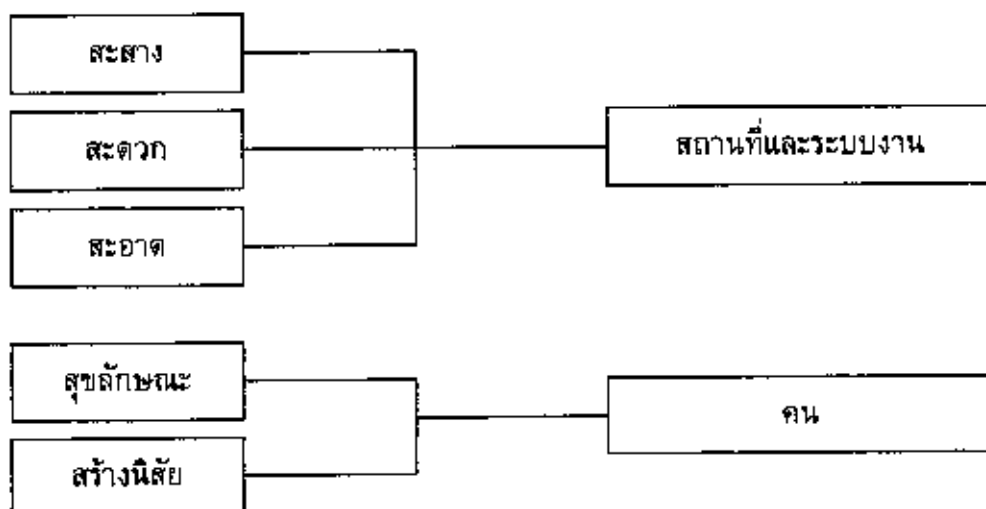 สะสาง
สะดวก
สถานที่และระบบงาน
สะอาด
สุขลักษณะ
คน
สร้างนิสัย